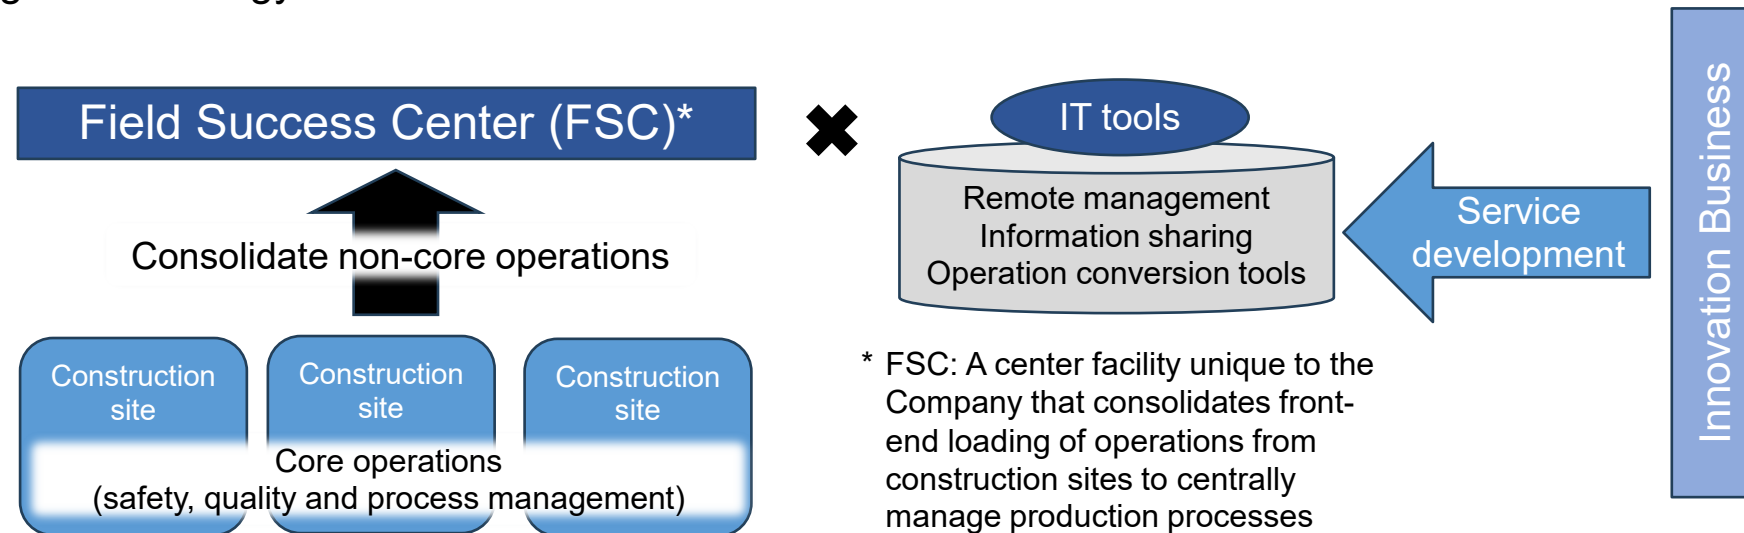 Field Success Center (FSC)*
IT tools
Remote management
Information sharing
Operation conversion tools
Service
development
Innovation Business
Consolidate non-core operations
Construction
site
Construction
site
Construction
site
Core operations
(safety, quality and process management)
* FSC: A center facility unique to the
Company that consolidates front-
end loading of operations from
construction sites to centrally
manage production processes